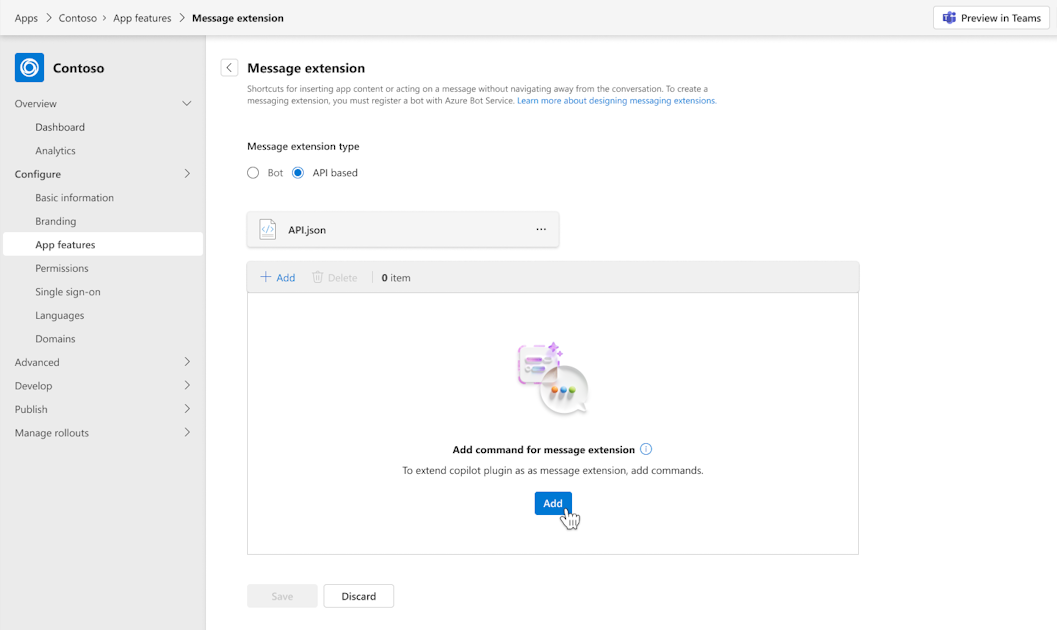 Apps > Contoso > App features > Message extension
Preview in Teams
Contoso
Overview
Dashboard
Analytics
Configure
Basic information
Branding
App features
Permissions
Single sign-on
Languages
Domains
Advanced
Develop
Publish
Manage rollouts
Message extension
Shortcuts for inserting app content or acting on a message without navigating away from the conversation. To create a
messaging extension, you must register a bot with Azure Bot Service. Learn more about designing messaging extensions.
Message extension type
Bot API based
API.json ...
+ Add Delete | 0 item
Add command for message extension
To extend copilot plugin as as message extension, add commands.
Add
Save Discard